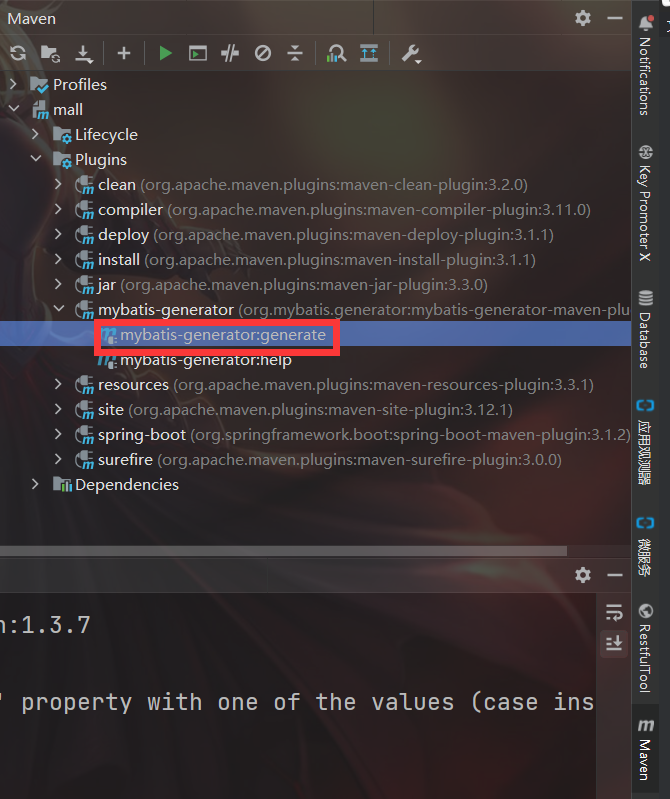 Maven
Profiles
mall
Lifecycle
Plugins
clean (org.apache.maven.plugins:maven-clean-plugin:3.2.0)
compiler (org.apache.maven.plugins:maven-compiler-plugin:3.11.0)
deploy (org.apache.maven.plugins:maven-deploy-plugin:3.1.1)
install (org.apache.maven.plugins:maven-install-plugin:3.1.1)
jar (org.apache.maven.plugins:maven-jar-plugin:3.3.0)
mybatis-generator (org.mybatis.generator:mybatis-generator-maven-plu
mybatis-generator:generate
mybatis-generator:help
resources (org.apache.maven.plugins:maven-resources-plugin:3.3.1)
site (org.apache.maven.plugins:maven-site-plugin:3.12.1)
spring-boot (org.springframework.boot:spring-boot-maven-plugin:3.1.2)
surefire (org.apache.maven.plugins:maven-surefire-plugin:3.0.0)
Dependencies
n:1.3.7
' property with one of the values (case ins
Notifications
Key Promoter X
Database
应用观测器
微服务
RestfulTool
Maven